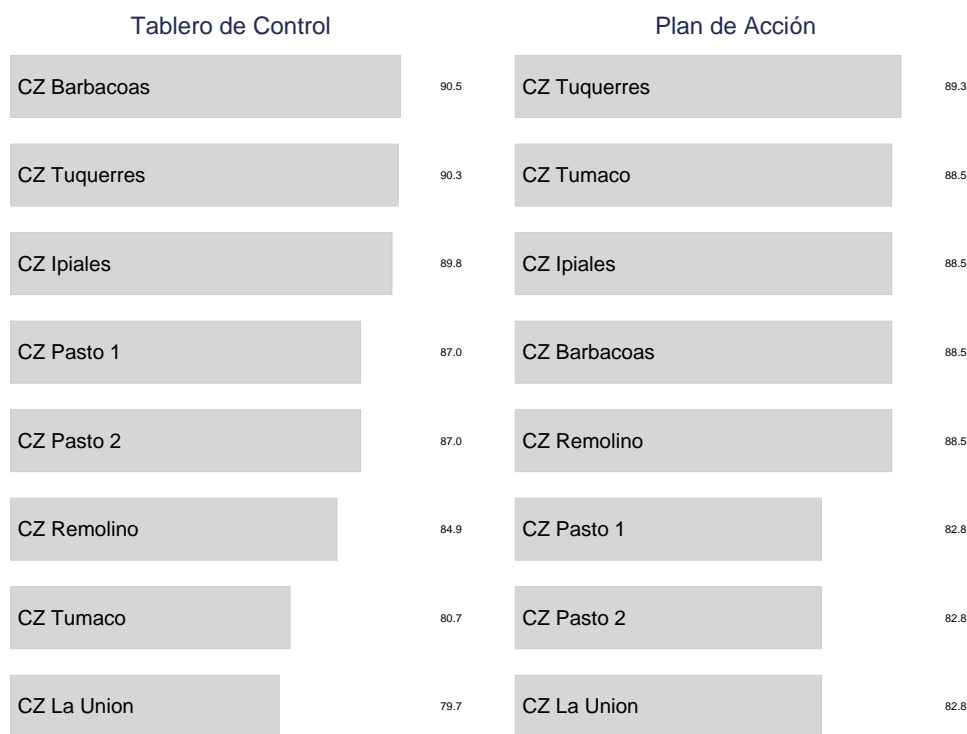 Tablero de Control
CZ Barbacoas 90.5
CZ Tuquerres 90.3
CZ Ipiales 89.8
CZ Pasto 1 87.0
CZ Pasto 2 87.0
CZ Remolino 84.9
CZ Tumaco 80.7
CZ La Union 79.7
Plan de Acción
CZ Tuquerres 89.3
CZ Tumaco 88.5
CZ Ipiales 88.5
CZ Barbacoas 88.5
CZ Remolino 88.5
CZ Pasto 1 82.8
CZ Pasto 2 82.8
CZ La Union 82.8